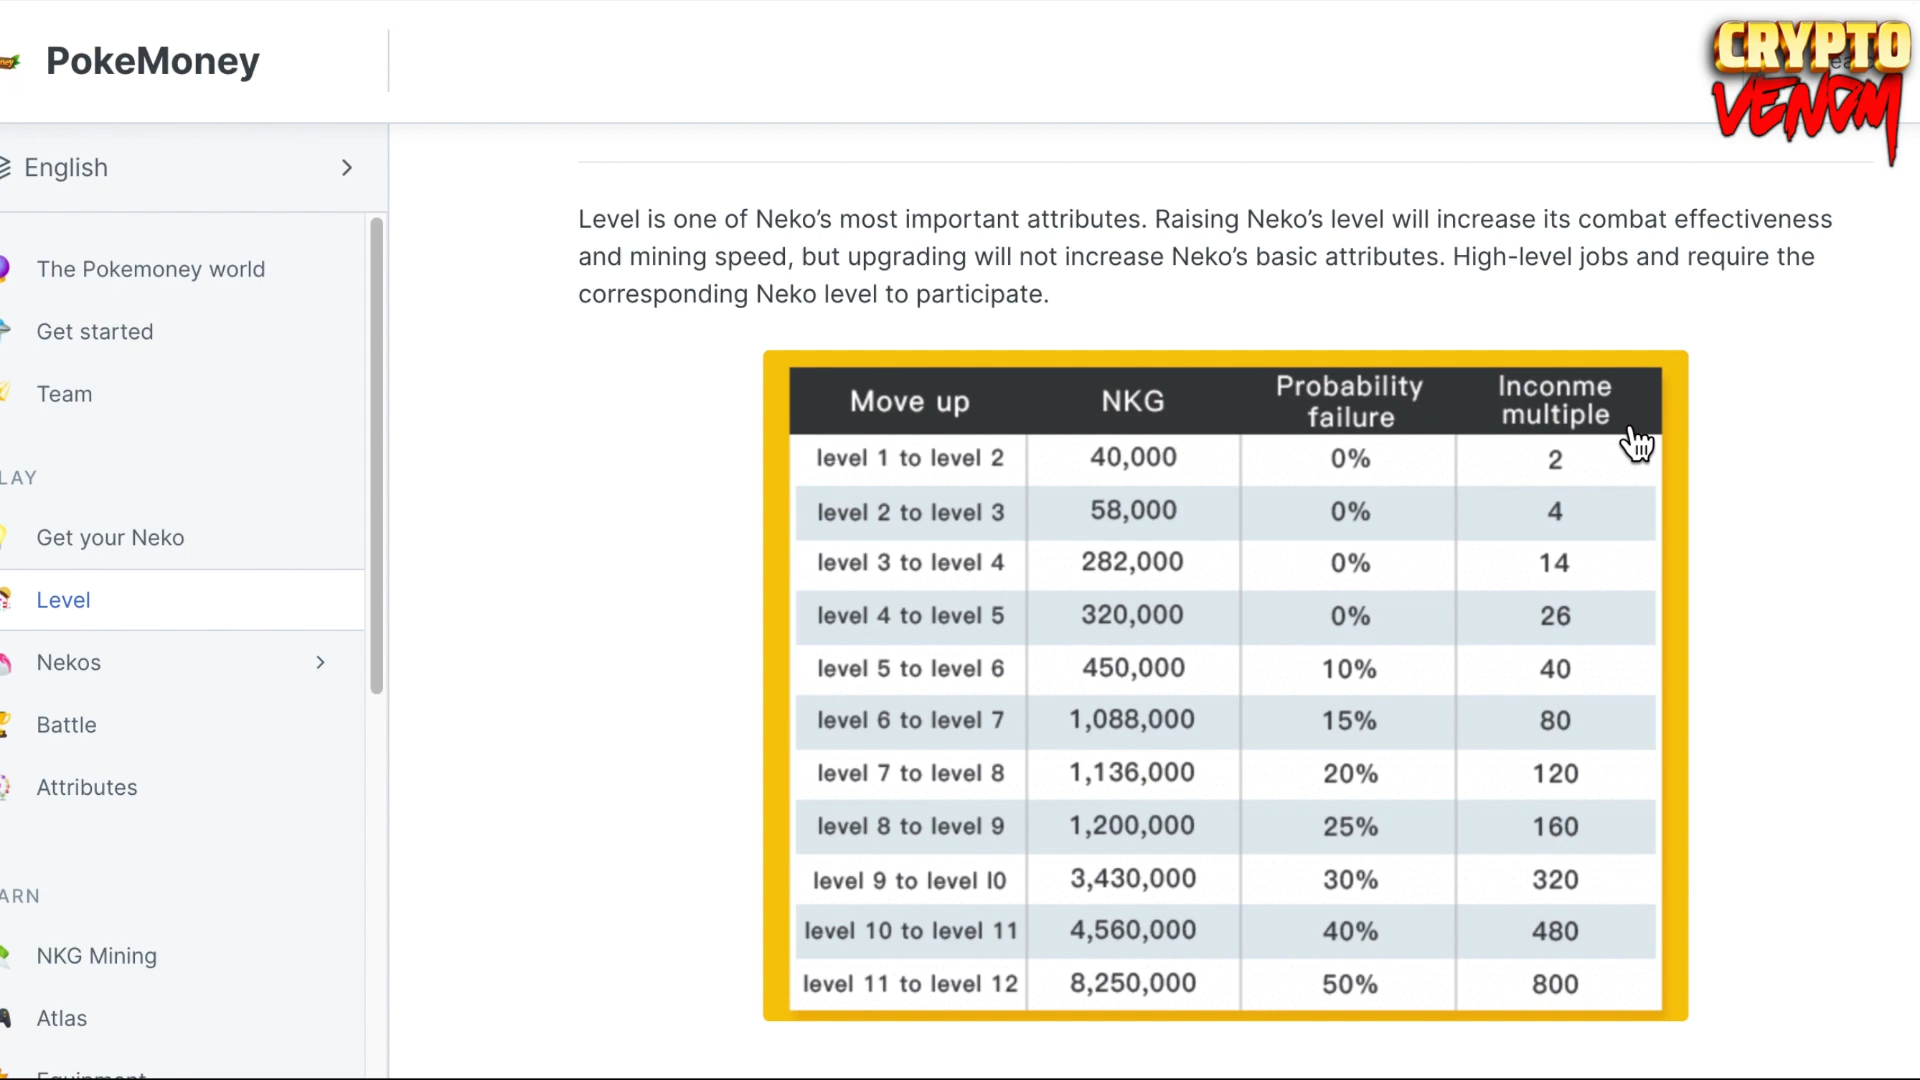 PokeMoney
CRYPTO
VENOM
English
The Pokemoney world
Get started
Team
LAY
Get your Neko
Level
Nekos
Battle
Attributes
ARN
NKG Mining
Atlas
Equipment
Level is one of Neko’s most important attributes. Raising Neko’s level will increase its combat effectiveness
and mining speed, but upgrading will not increase Neko’s basic attributes. High-level jobs and require the
corresponding Neko level to participate.
Move up NKG Probability failure Inconme multiple
level 1 to level 2 40,000 0% 2
level 2 to level 3 58,000 0% 4
level 3 to level 4 282,000 0% 14
level 4 to level 5 320,000 0% 26
level 5 to level 6 450,000 10% 40
level 6 to level 7 1,088,000 15% 80
level 7 to level 8 1,136,000 20% 120
level 8 to level 9 1,200,000 25% 160
level 9 to level l0 3,430,000 30% 320
level 10 to level 11 4,560,000 40% 480
level 11 to level 12 8,250,000 50% 800